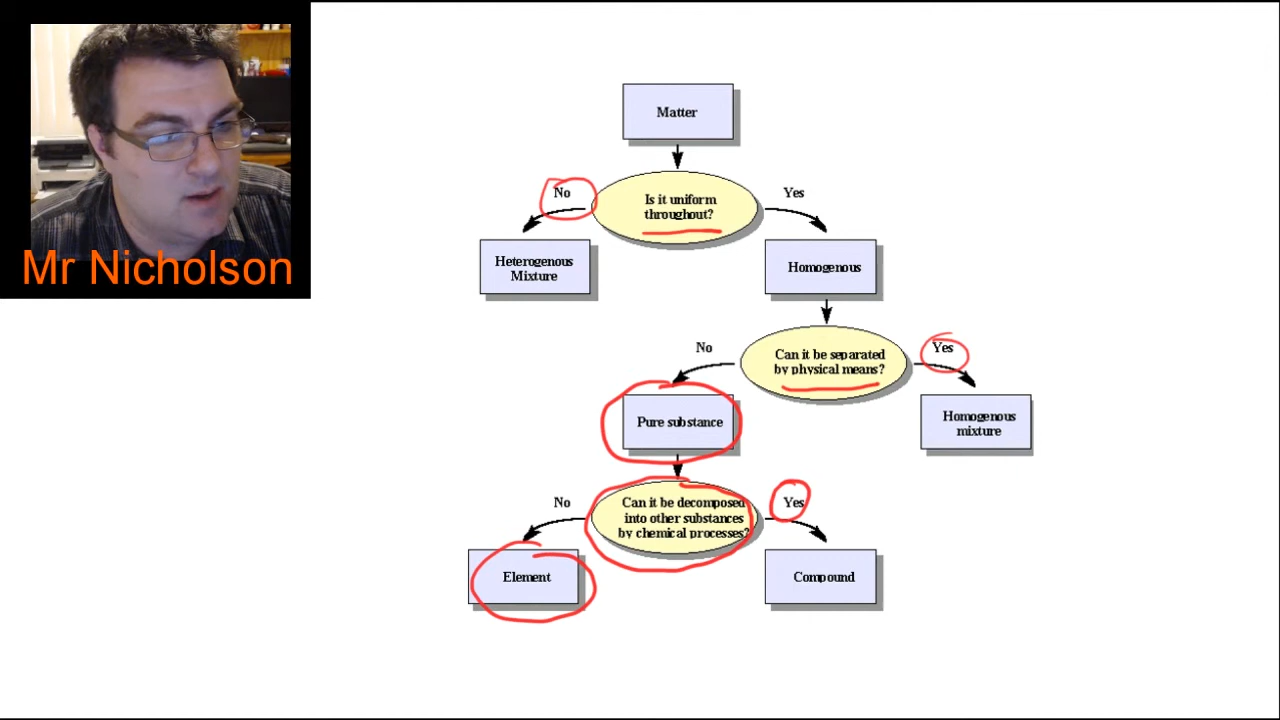 Mr Nicholson
Matter
No
Is it uniform
throughout?
Yes
Heterogenous
Mixture
Homogenous
No
Can it be separated
by physical means?
Yes
Pure substance
Homogenous
mixture
No
Can it be decomposed
into other substances
by chemical processes?
Yes
Element
Compound